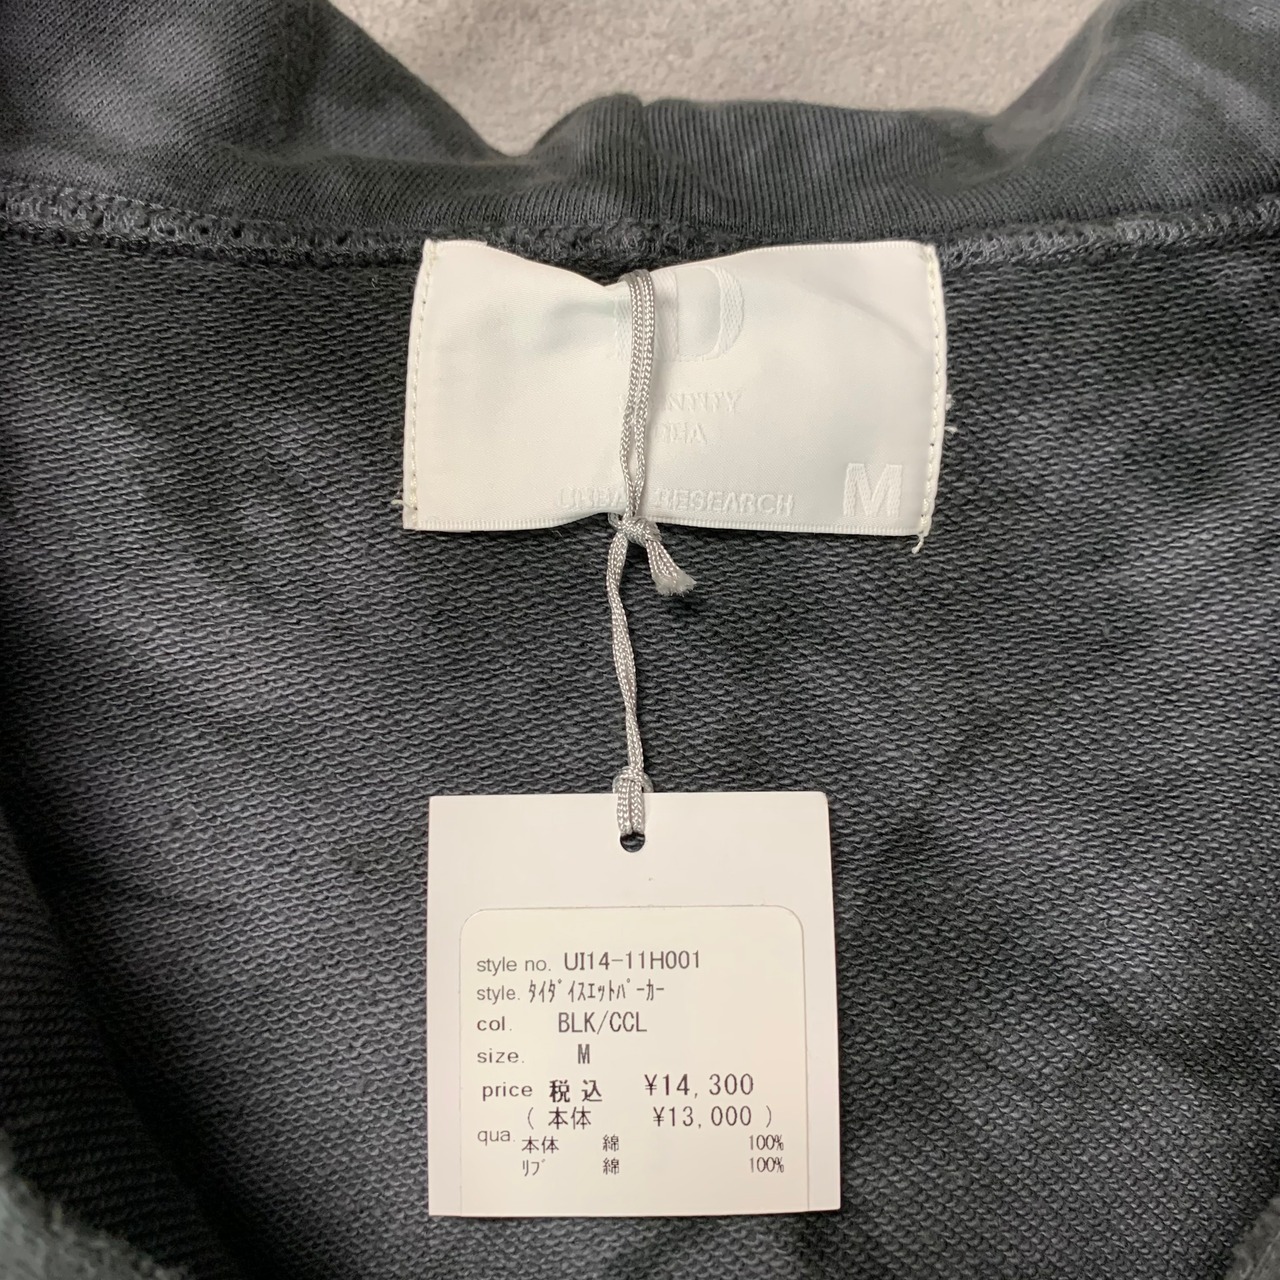 M
RESEARCH
style no. UI14-11H001
style. ﾀｲﾀﾞｲｽｴｯﾄﾊﾟｰｶｰ
col. BLK/CCL
size. M
price 税込 ¥14,300
( 本体 ¥13,000 )
qua. 本体 綿 100%
ﾘﾌﾞ 綿 100%